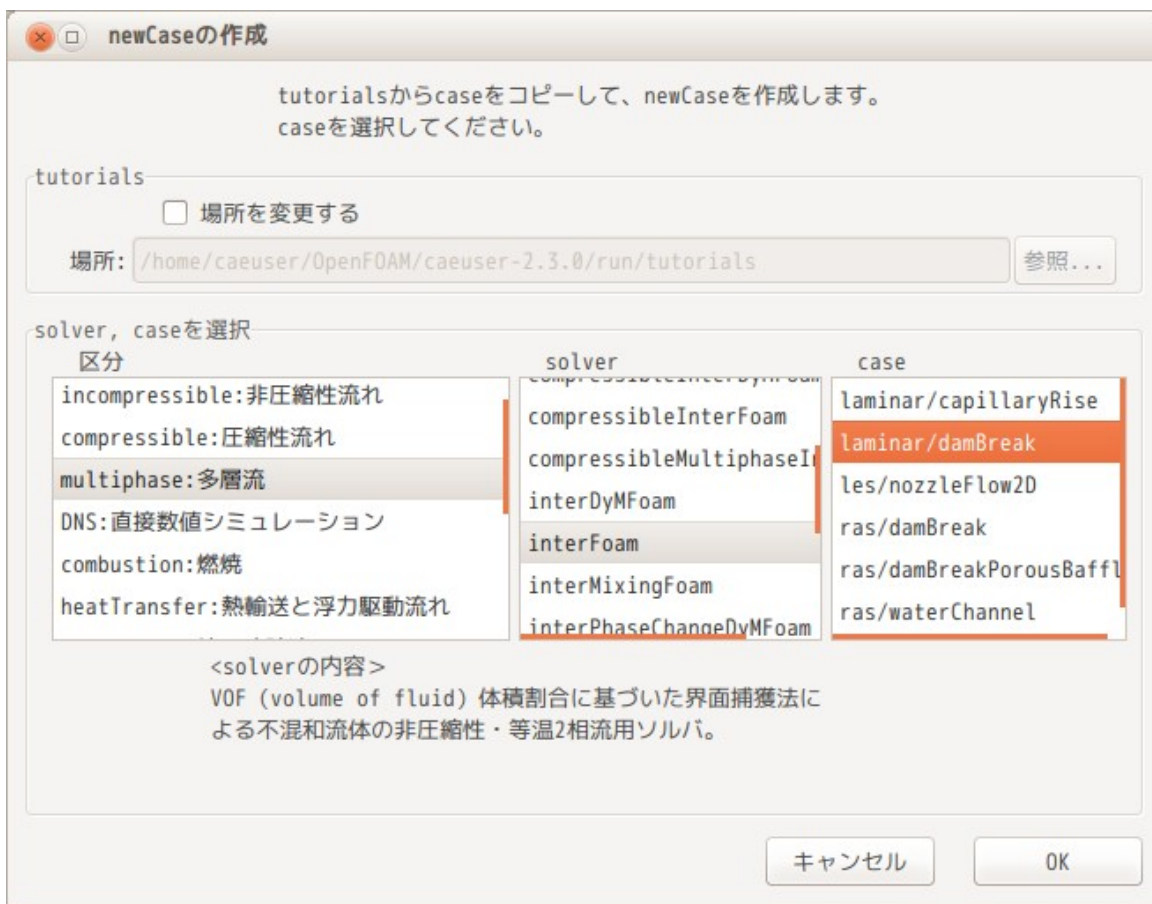 newCaseの作成
tutorialsからcaseをコピーして、newCaseを作成します。
caseを選択してください。
tutorials
場所を変更する
場所: /home/caeuser/OpenFOAM/caeuser-2.3.0/run/tutorials 参照...
solver, caseを選択
区分 solver case
incompressible:非圧縮性流れ
compressible:圧縮性流れ
multiphase:多層流
DNS:直接数値シミュレーション
combustion:燃焼
heatTransfer:熱輸送と浮力駆動流れ
compressibleInterDyMFoam
compressibleInterFoam
compressibleMultiphaseIn
interDyMFoam
interFoam
interMixingFoam
interPhaseChangeDyMFoam
laminar/capillaryRise
laminar/damBreak
les/nozzleFlow2D
ras/damBreak
ras/damBreakPorousBaffl
ras/waterChannel
<solverの内容>
VOF (volume of fluid) 体積割合に基づいた界面捕獲法に
よる不混和流体の非圧縮性・等温2相流用ソルバ。
キャンセル OK